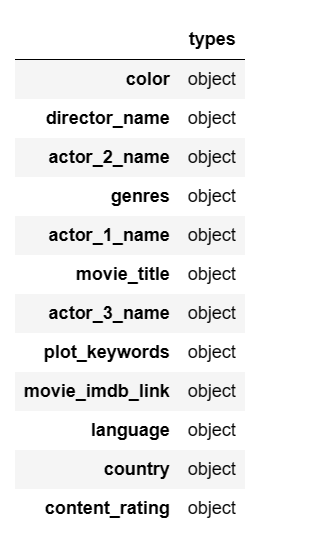 types
color object
director_name object
actor_2_name object
genres object
actor_1_name object
movie_title object
actor_3_name object
plot_keywords object
movie_imdb_link object
language object
country object
content_rating object